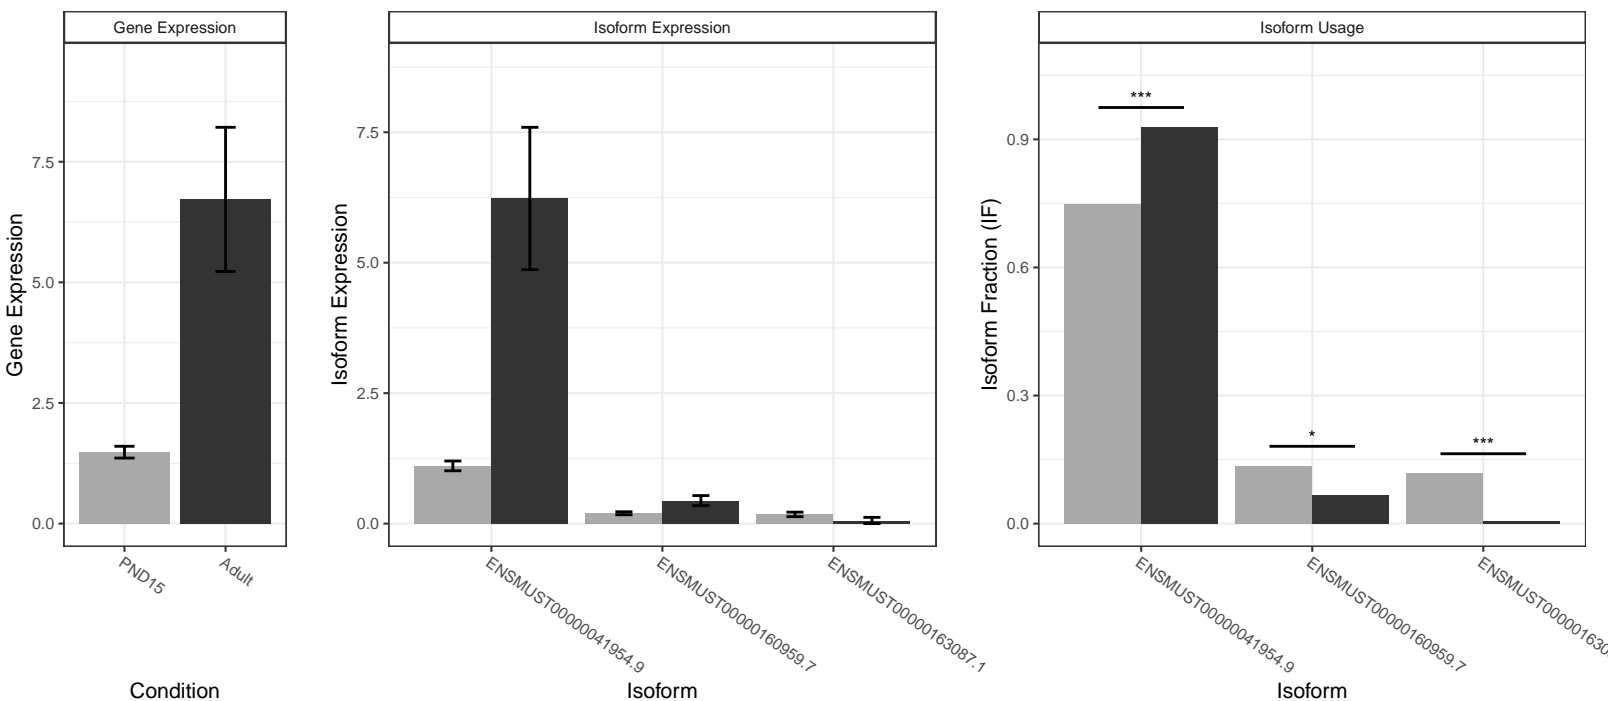 Gene Expression
Isoform Expression
Isoform Usage
Gene Expression
7.5
5.0
2.5
0.0
PND15
Adult
Condition
Isoform Expression
7.5
5.0
2.5
0.0
ENSMUST00000041954.9
ENSMUST00000160959.7
ENSMUST00000163087.1
Isoform
Isoform Fraction (IF)
0.9
0.6
0.3
0.0
***
*
***
ENSMUST00000041954.9
ENSMUST00000160959.7
ENSMUST000001630
Isoform